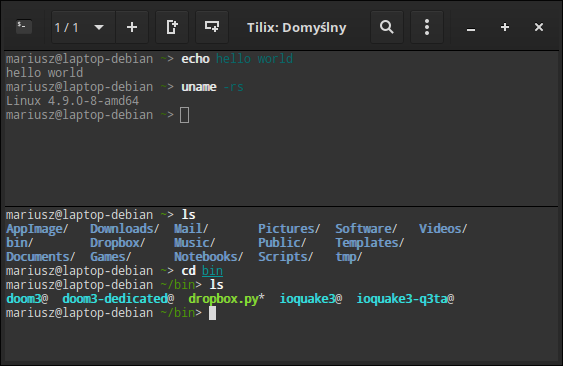 1 / 1
Tilix: Domyślny
mariusz@laptop-debian ~> echo hello world
hello world
mariusz@laptop-debian ~> uname -rs
Linux 4.9.0-8-amd64
mariusz@laptop-debian ~>
mariusz@laptop-debian ~> ls
AppImage/ Downloads/ Mail/ Pictures/ Software/ Videos/
bin/ Dropbox/ Music/ Public/ Templates/
Documents/ Games/ Notebooks/ Scripts/ tmp/
mariusz@laptop-debian ~> cd bin
mariusz@laptop-debian ~/bin> ls
doom3@ doom3-dedicated@ dropbox.py* ioquake3@ ioquake3-q3ta@
mariusz@laptop-debian ~/bin>